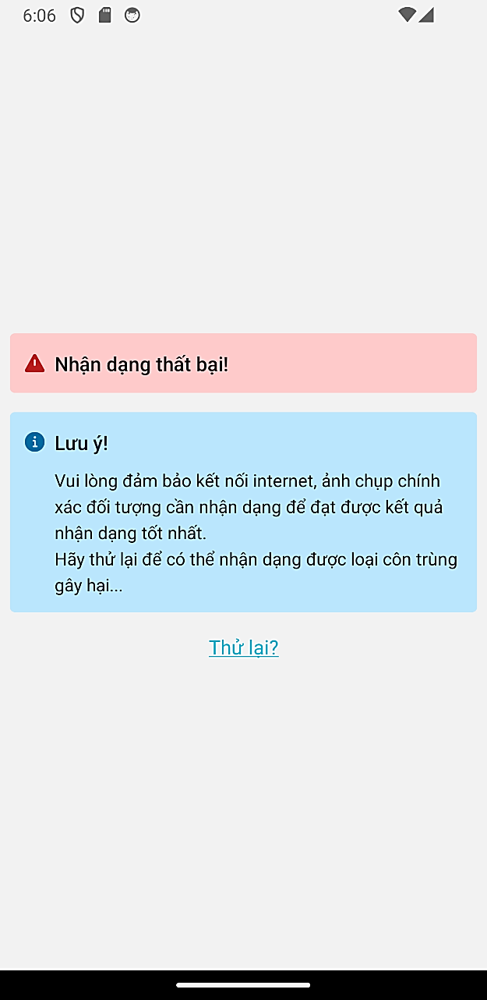 6:06
Nhận dạng thất bại!
Lưu ý!
Vui lòng đảm bảo kết nối internet, ảnh chụp chính
xác đối tượng cần nhận dạng để đạt được kết quả
nhận dạng tốt nhất.
Hãy thử lại để có thể nhận dạng được loại côn trùng
gây hại...
Thử lại?